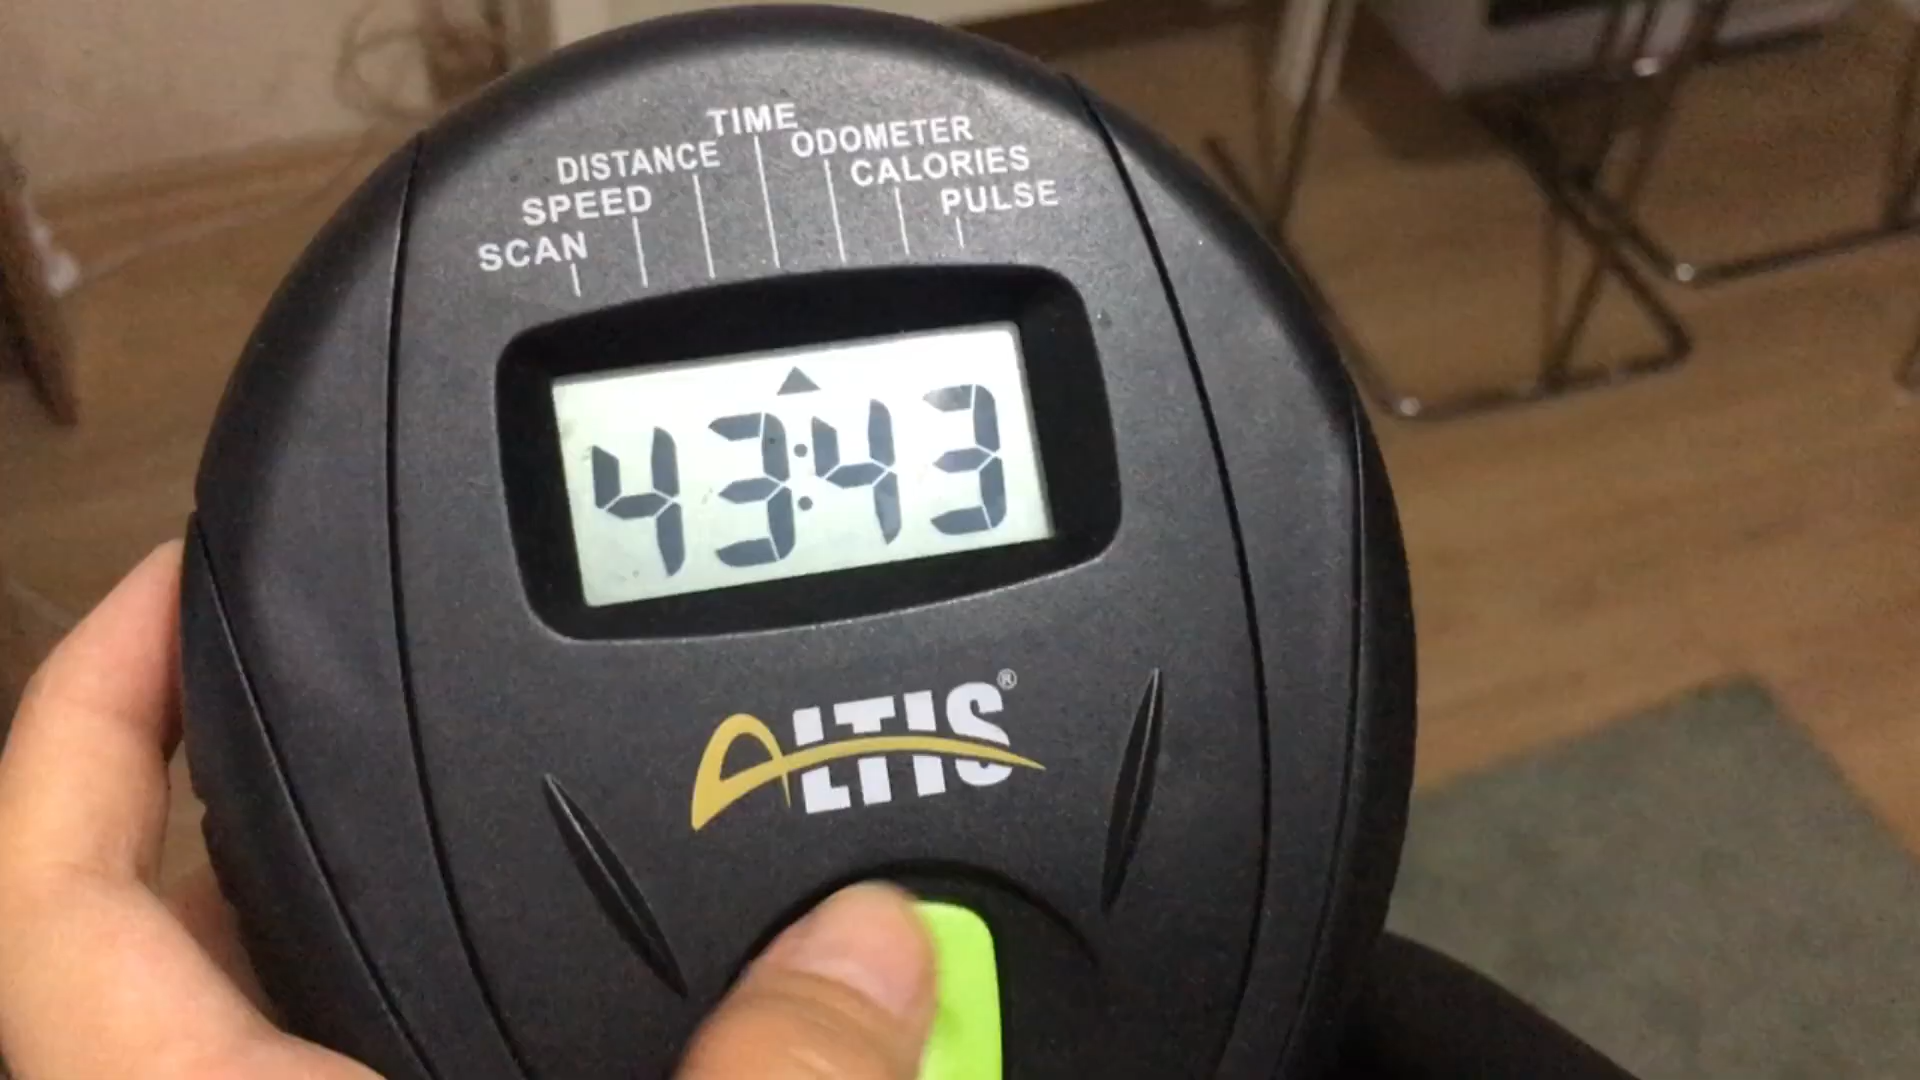 TIME
ODOMETER
DISTANCE
CALORIES
SPEED
PULSE
SCAN
43:43
ALTIS®